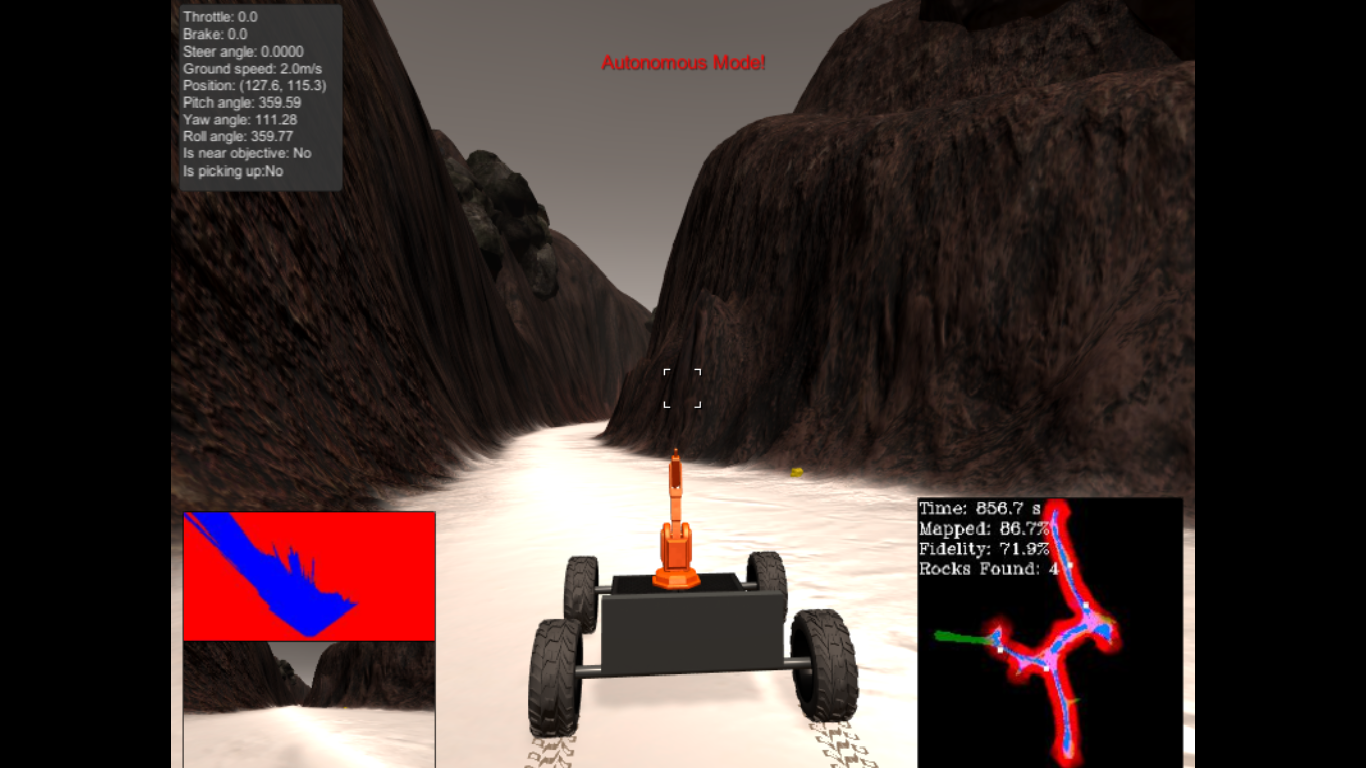 Throttle: 0.0
Brake: 0.0
Steer angle: 0.0000
Ground speed: 2.0m/s
Position: (127.6, 115.3)
Pitch angle: 359.59
Yaw angle: 111.28
Roll angle: 359.77
Is near objective: No
Is picking up:No
Autonomous Mode!
Time: 856.7 s
Mapped: 86.7%
Fidelity: 71.9%
Rocks Found: 4